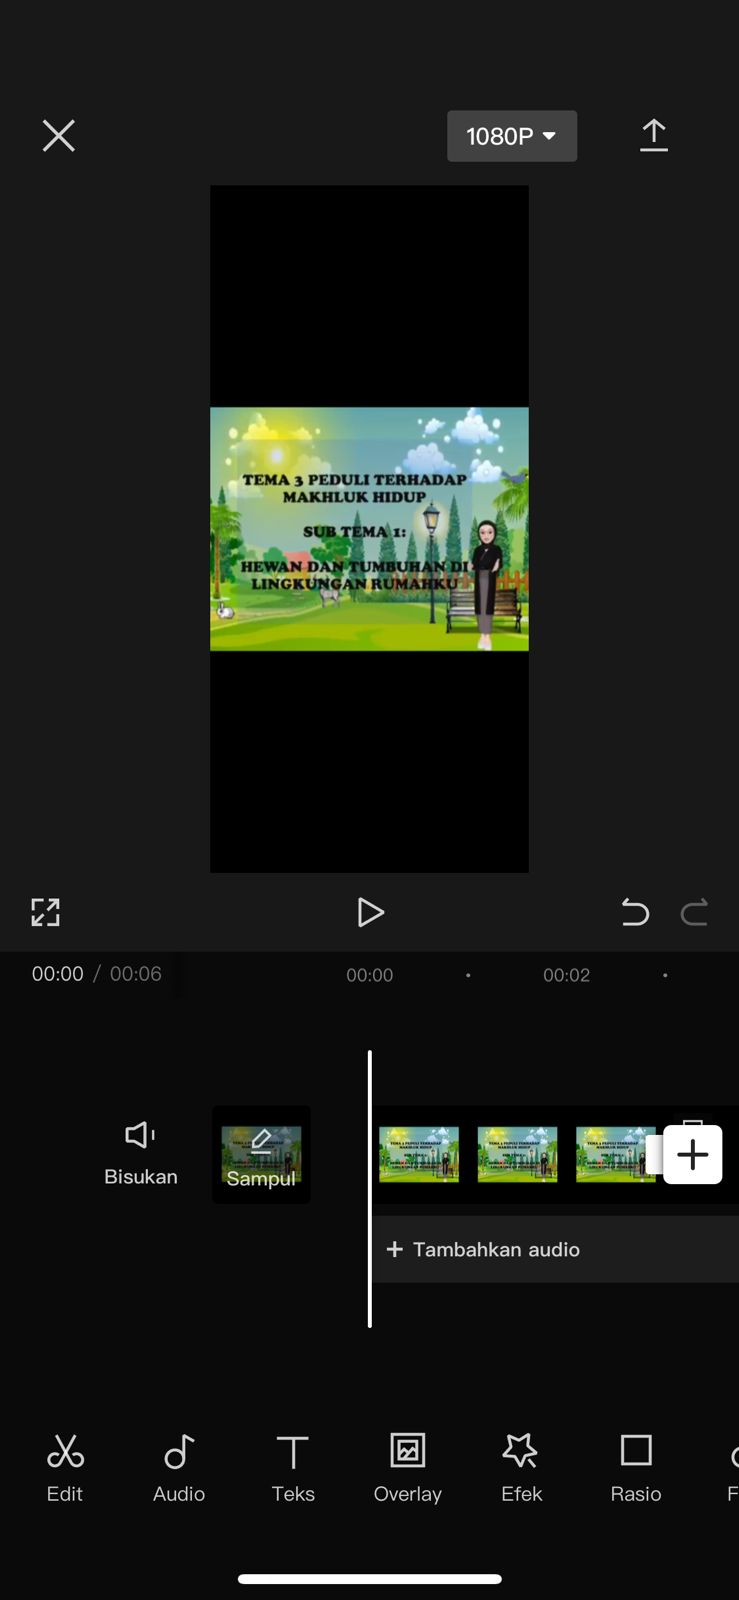 1080P
TEMA 3 PEDULI TERHADAP
MAKHLUK HIDUP
SUB TEMA 1:
HEWAN DAN TUMBUHAN DI
LINGKUNGAN RUMAHKU
00:00 / 00:06
00:00
00:02
Bisukan
Sampul
+ Tambahkan audio
Edit
Audio
Teks
Overlay
Efek
Rasio
F